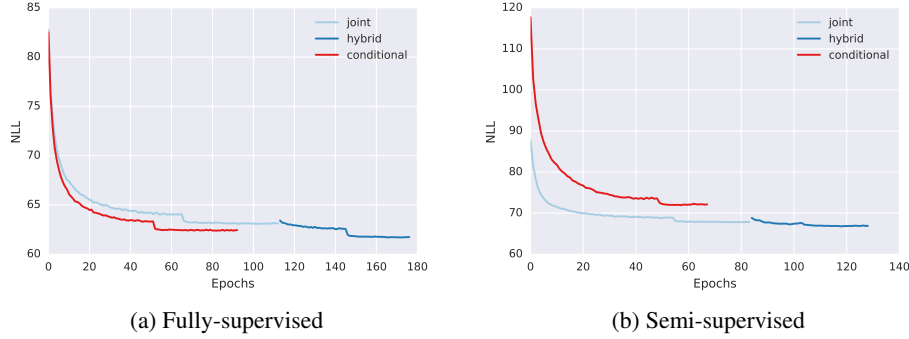 85
80
75
70
65
60
NLL
0 20 40 60 80 100 120 140 160 180
Epochs
joint
hybrid
conditional
(a) Fully-supervised
120
110
100
90
80
70
60
NLL
0 20 40 60 80 100 120 140
Epochs
joint
hybrid
conditional
(b) Semi-supervised